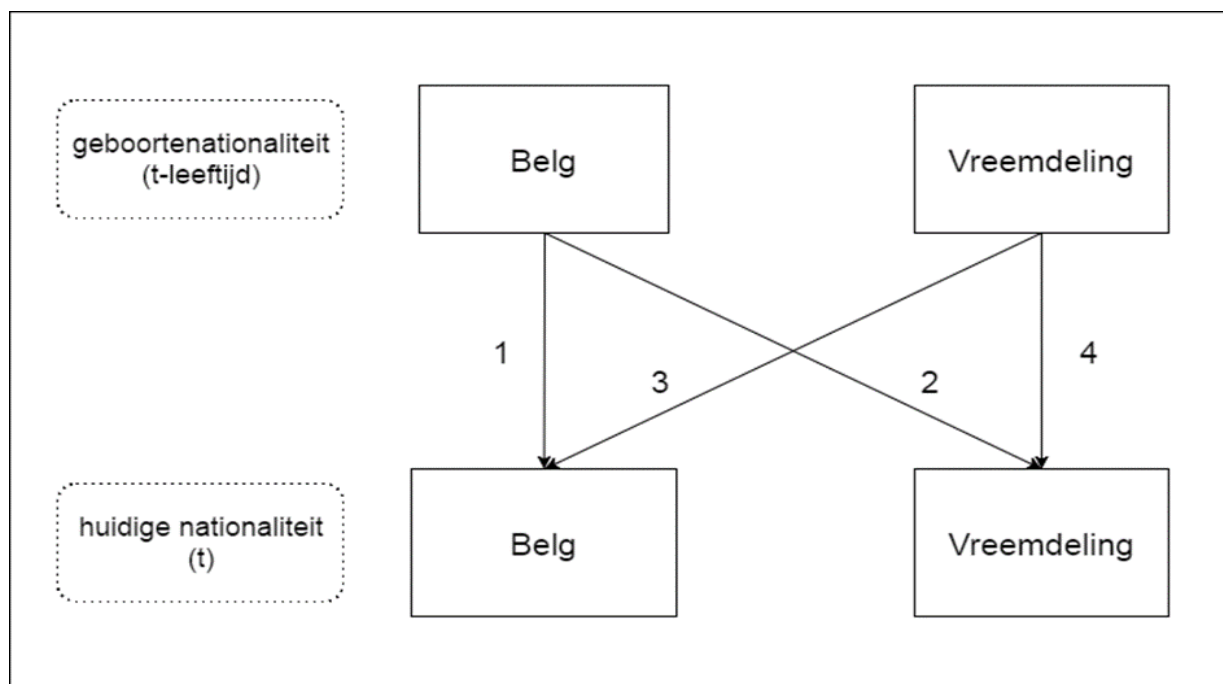 geboortenationaliteit
(t-leeftijd)
Belg
Vreemdeling
1
3
2
4
huidige nationaliteit
(t)
Belg
Vreemdeling